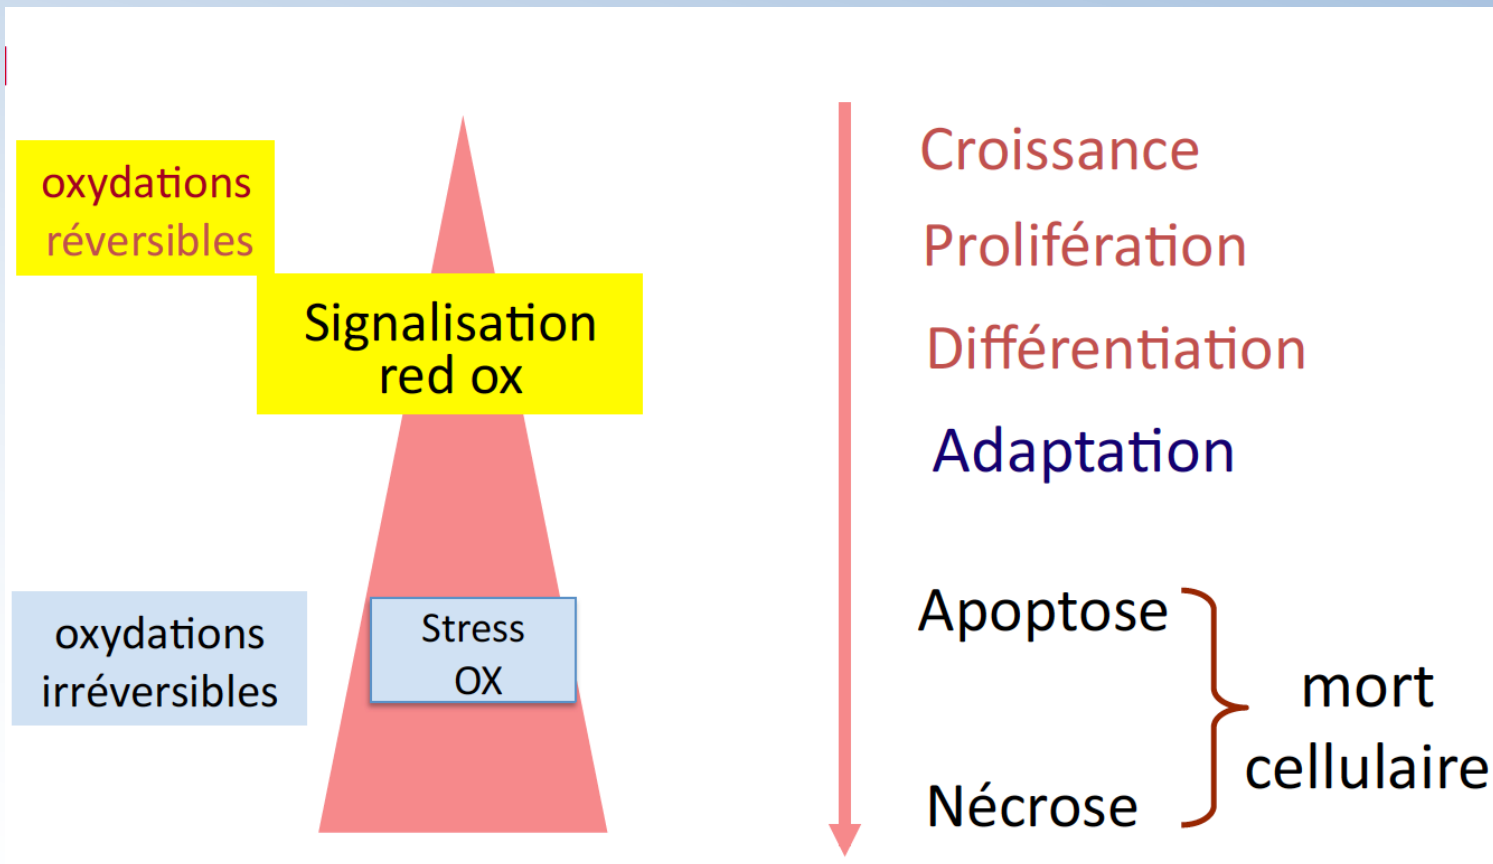 oxydations
réversibles
Signalisation
red ox
oxydations
irréversibles
Stress
OX
Croissance
Prolifération
Différentiation
Adaptation
Apoptose
Nécrose
mort
cellulaire